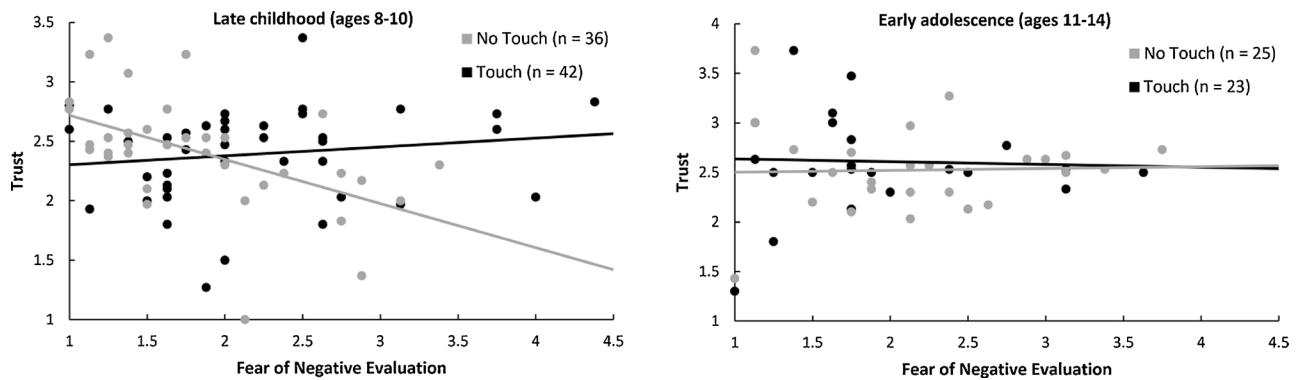 Late childhood (ages 8-10)
No Touch (n = 36)
Touch (n = 42)
3.5
3
2.5
2
1.5
1
Trust
1 1.5 2 2.5 3 3.5 4 4.5
Fear of Negative Evaluation
Early adolescence (ages 11-14)
No Touch (n = 25)
Touch (n = 23)
4
3.5
3
2.5
2
1.5
1
Trust
1 1.5 2 2.5 3 3.5 4 4.5
Fear of Negative Evaluation